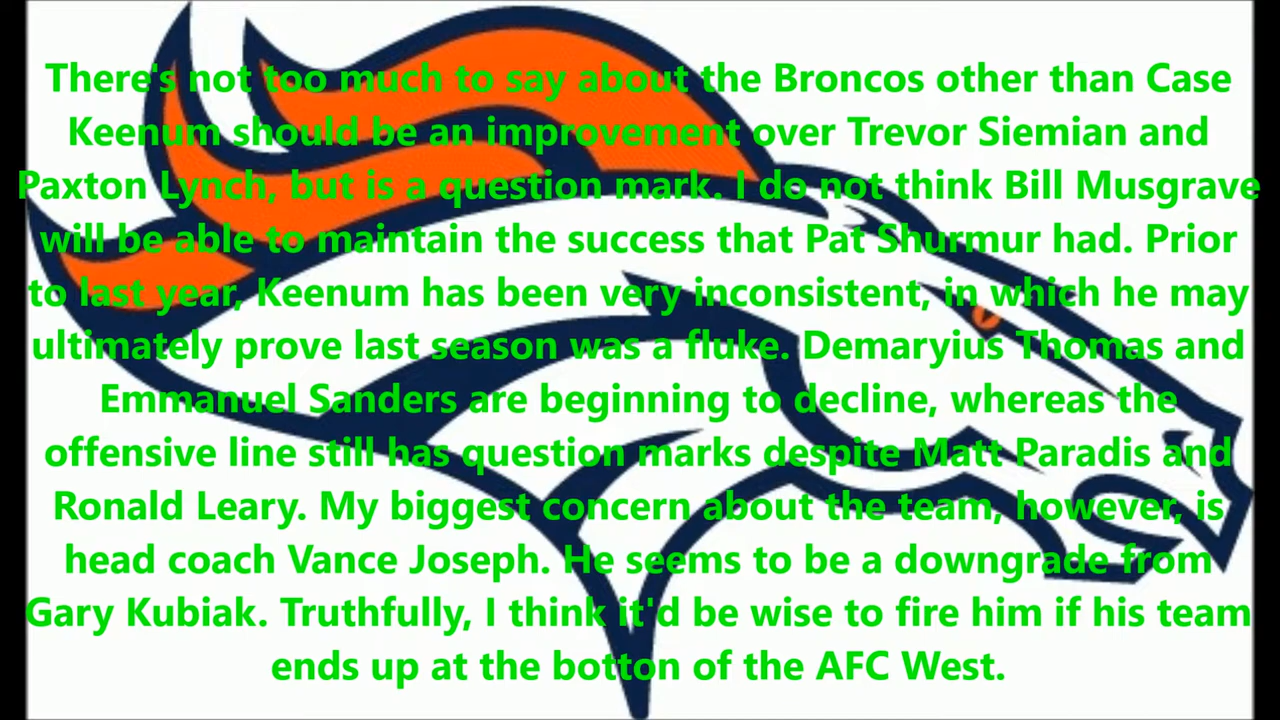 There's not too much to say about the Broncos other than Case
Keenum should be an improvement over Trevor Siemian and
Paxton Lynch, but is a question mark. I do not think Bill Musgrave
will be able to maintain the success that Pat Shurmur had. Prior
to last year, Keenum has been very inconsistent, in which he may
ultimately prove last season was a fluke. Demaryius Thomas and
Emmanuel Sanders are beginning to decline, whereas the
offensive line still has question marks despite Matt Paradis and
Ronald Leary. My biggest concern about the team, however, is
head coach Vance Joseph. He seems to be a downgrade from
Gary Kubiak. Truthfully, I think it'd be wise to fire him if his team
ends up at the botton of the AFC West.